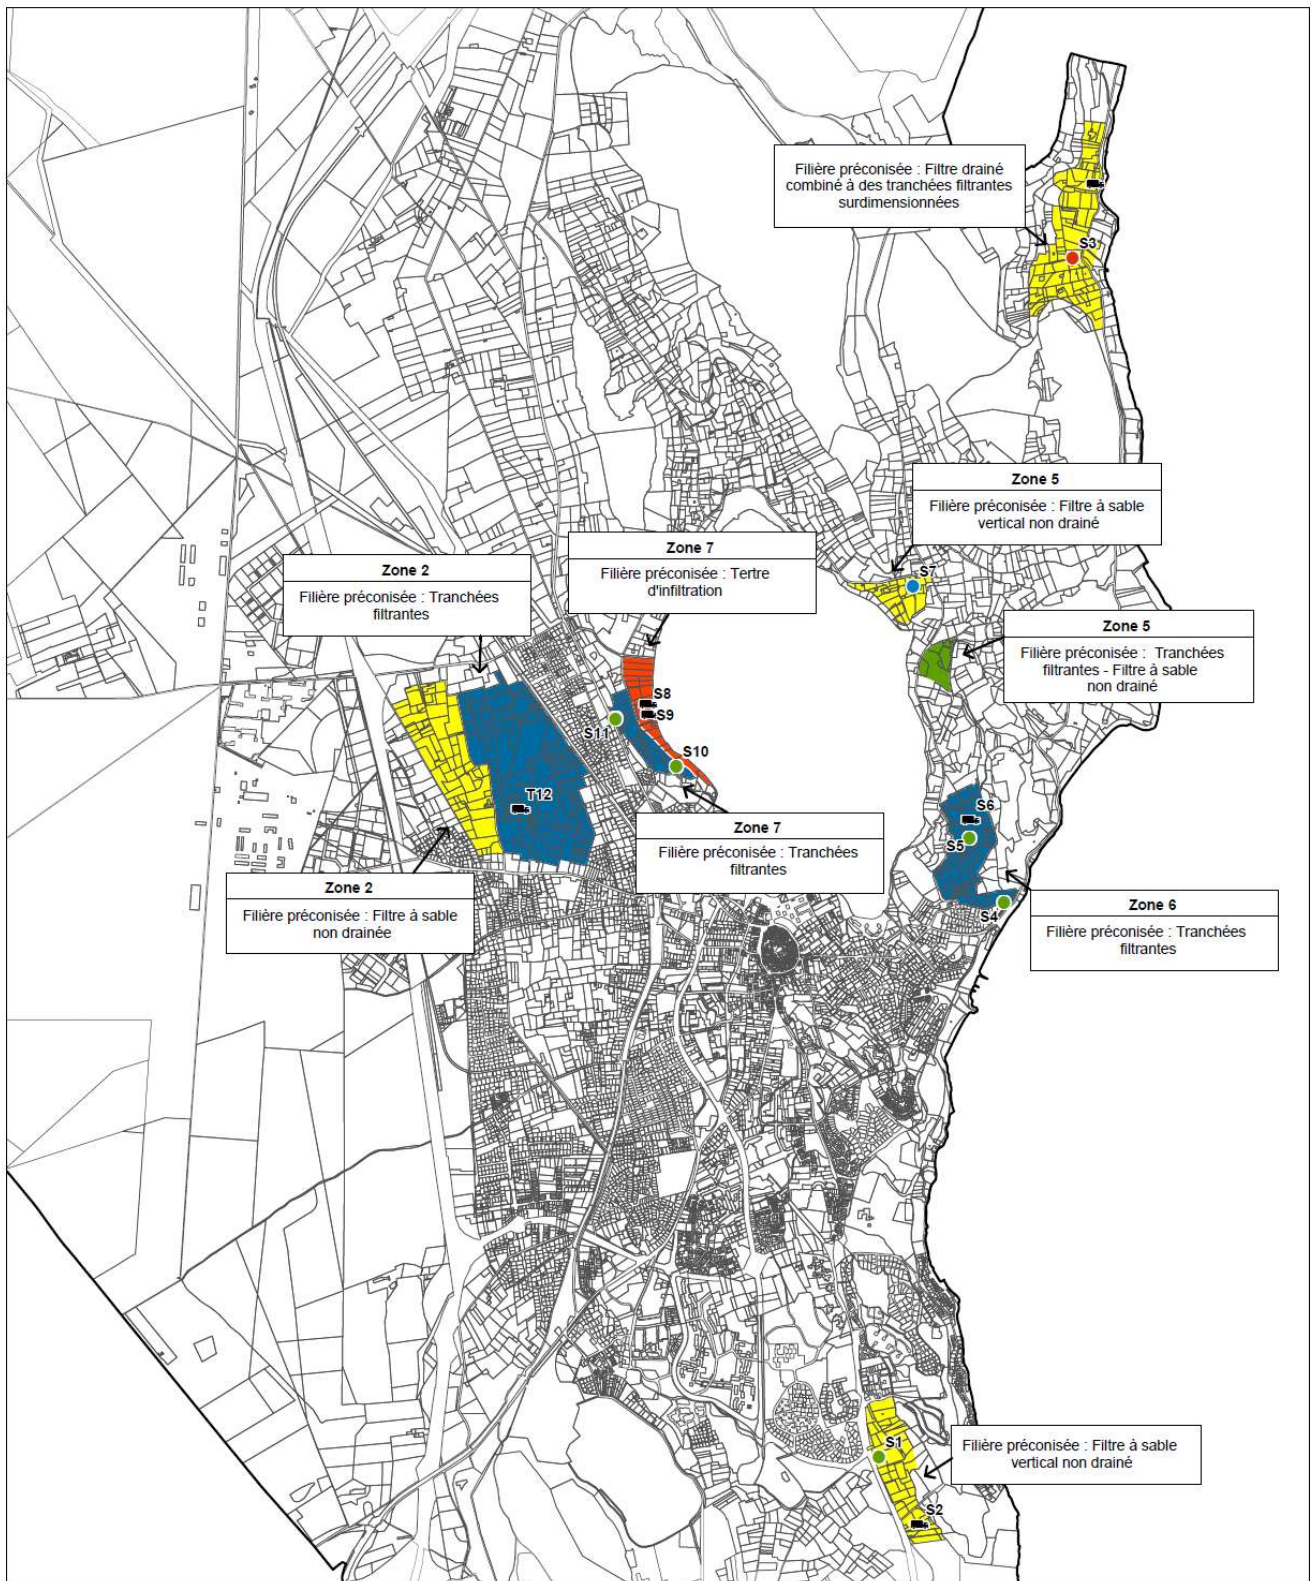 Filière préconisée : Filtre drainé
combiné à des tranchées filtrantes
surdimensionnées
S3
Zone 5
Filière préconisée : Filtre à sable
vertical non drainé
S7
Zone 7
Filière préconisée : Tertre
d'infiltration
Zone 2
Filière préconisée : Tranchées
filtrantes
Zone 5
Filière préconisée : Tranchées
filtrantes - Filtre à sable
non drainé
S8
S9
S11
S10
T12
S6
S5
S4
Zone 7
Filière préconisée : Tranchées
filtrantes
Zone 2
Filière préconisée : Filtre à sable
non drainée
Zone 6
Filière préconisée : Tranchées
filtrantes
S1
Filière préconisée : Filtre à sable
vertical non drainé
S2